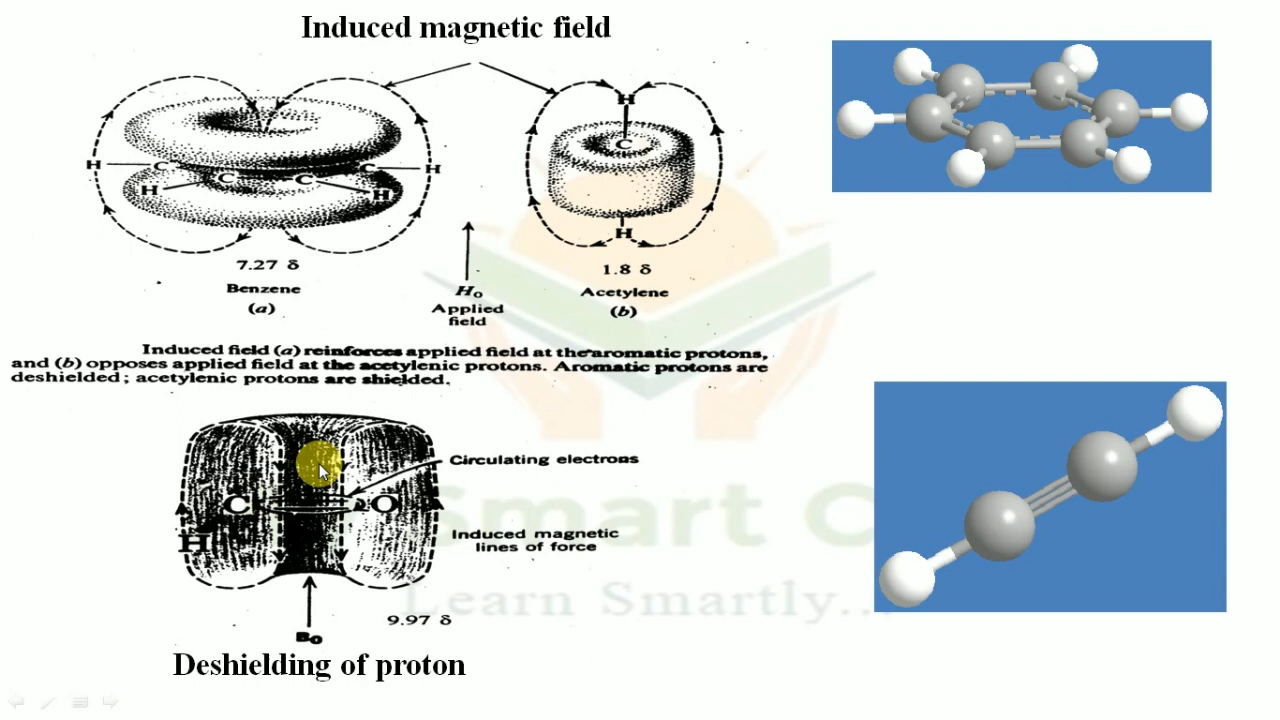 Induced magnetic field
H
C
H
H C C C H
H C C H
H
7.27 δ
1.8 δ
Benzene
H₀
Acetylene
(a)
Applied
field
(b)
Induced field (a) reinforces applied field at the aromatic protons,
and (b) opposes applied field at the acetylenic protons. Aromatic protons are
deshielded; acetylenic protons are shielded.
Circulating electrons
C O
H
Induced magnetic
lines of force
Smart C
Learn Smartly...
9.97 δ
B₀
Deshielding of proton